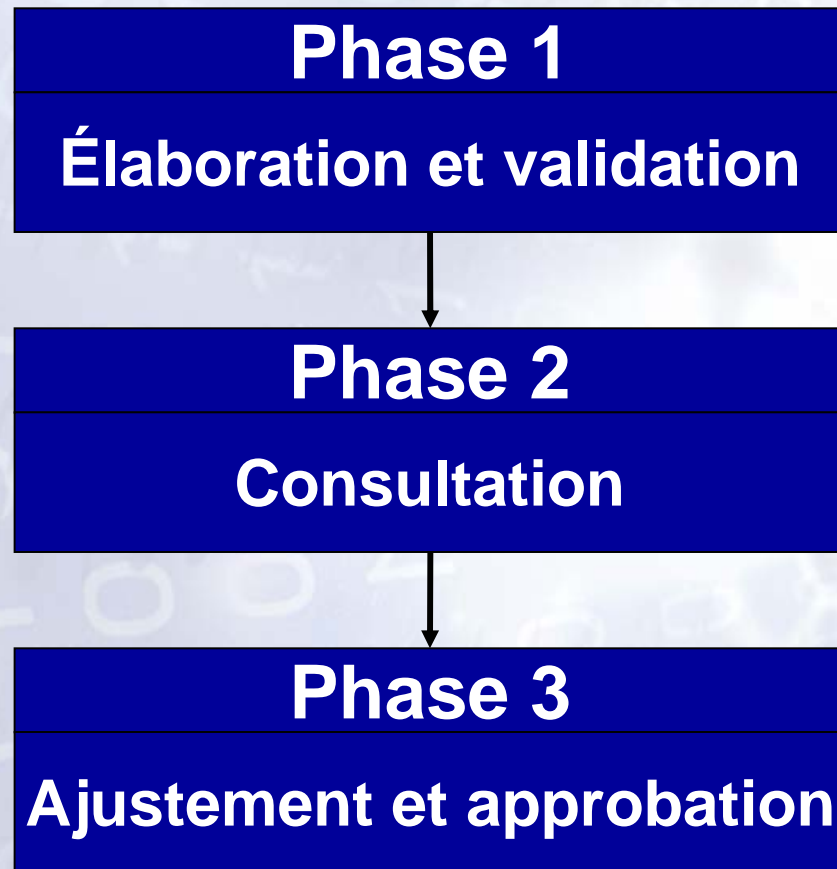 Phase 1
Élaboration et validation
Phase 2
Consultation
Phase 3
Ajustement et approbation